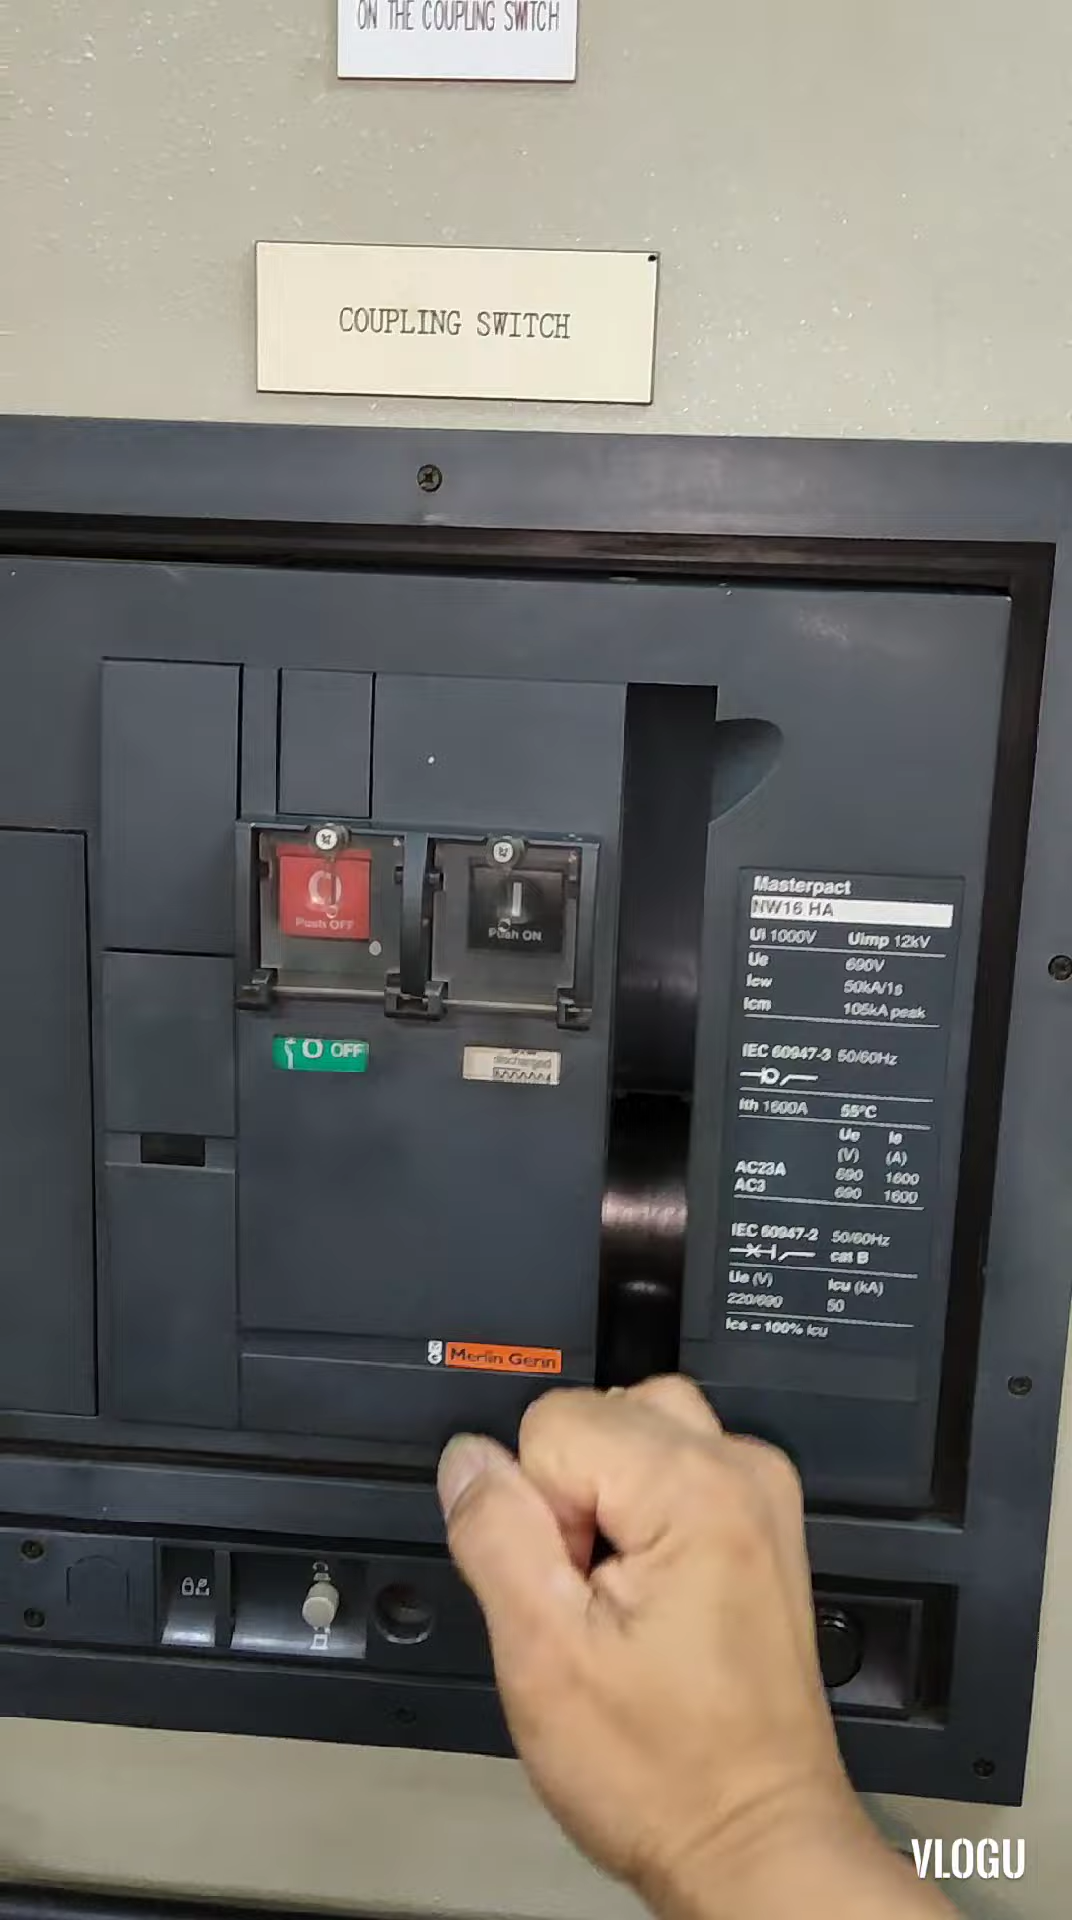 ON THE COUPLING SWITCH
COUPLING SWITCH
Push OFF
Push ON
O OFF
discharged
Merlin Gerin
Masterpact
NW16 HA
Ui 1000V Uimp 12kV
Ue 690V
Icw 50kA/1s
Icm 105kA peak
IEC 60947-3 50/60Hz
Ith 1600A 55°C
Ue Ie
(V) (A)
AC23A 690 1600
AC3 690 1600
IEC 60947-2 50/60Hz
cat B
Ue (V) Icu (kA)
220/690 50
Ics = 100% Icu
VLOGU